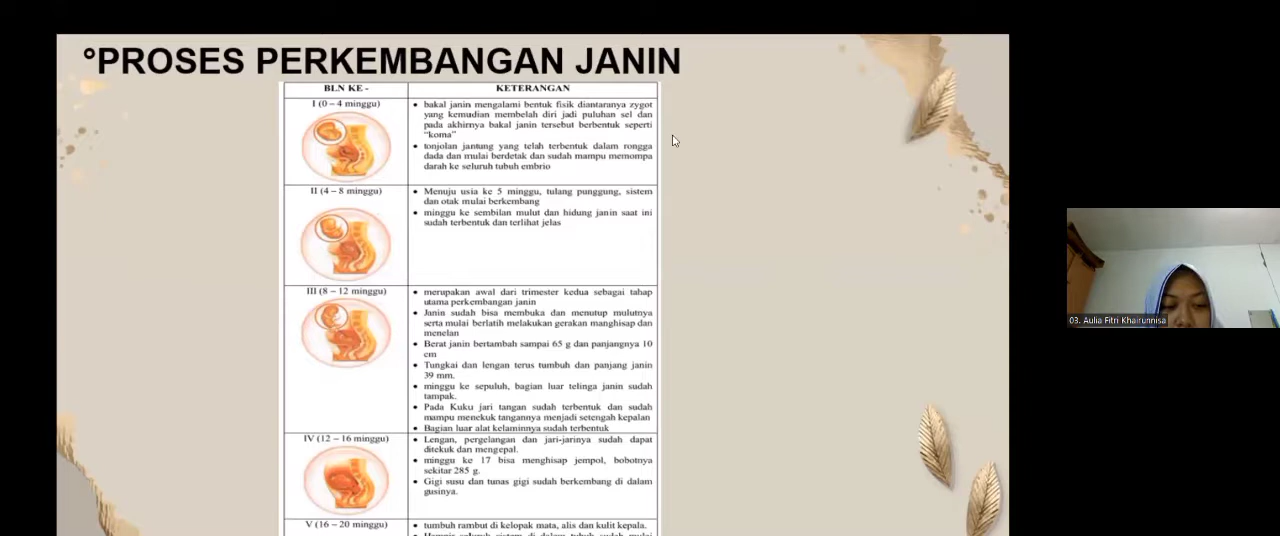 °PROSES PERKEMBANGAN JANIN
BLN KE -
KETERANGAN
I (0 – 4 minggu)
• bakal janin mengalami bentuk fisik diantaranya zygot
yang kemudian membelah diri jadi puluhan sel dan
pada akhirnya bakal janin tersebut berbentuk seperti
"koma"
• tonjolan jantung yang telah terbentuk dalam rongga
dada dan mulai berdetak dan sudah mampu memompa
darah ke seluruh tubuh embrio
II (4 – 8 minggu)
• Menuju usia ke 5 minggu, tulang punggung, sistem
dan otak mulai berkembang
• minggu ke sembilan mulut dan hidung janin saat ini
sudah terbentuk dan terlihat jelas
III (8 – 12 minggu)
• merupakan awal dari trimester kedua sebagai tahap
utama perkembangan janin
• Janin sudah bisa membuka dan menutup mulutnya
serta mulai berlatih melakukan gerakan manghisap dan
menelan
• Berat janin bertambah sampai 65 g dan panjangnya 10
cm
• Tungkai dan lengan terus tumbuh dan panjang janin
39 mm.
• minggu ke sepuluh, bagian luar telinga janin sudah
tampak.
• Pada Kuku jari tangan sudah terbentuk dan sudah
mampu menekuk tangannya menjadi setengah kepalan
• Bagian luar alat kelaminnya sudah terbentuk
IV (12 – 16 minggu)
• Lengan, pergelangan dan jari-jarinya sudah dapat
ditekuk dan mengepal.
• minggu ke 17 bisa menghisap jempol, bobotnya
sekitar 285 g.
• Gigi susu dan tunas gigi sudah berkembang di dalam
gusinya.
V (16 – 20 minggu)
• tumbuh rambut di kelopak mata, alis dan kulit kepala.
• Hampir seluruh sistem di dalam tubuh sudah mulai
03. Aulia Fitri Khairunnisa